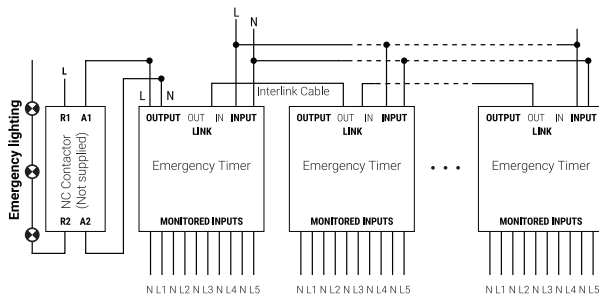 L
N
L
L
N
Interlink Cable
Emergency lighting
R1 A1
NC Contactor
(Not supplied)
R2 A2
OUTPUT OUT IN INPUT
LINK
Emergency Timer
MONITORED INPUTS
N L1 N L2 N L3 N L4 N L5
OUTPUT OUT IN INPUT
LINK
Emergency Timer
MONITORED INPUTS
N L1 N L2 N L3 N L4 N L5
OUTPUT OUT IN INPUT
LINK
Emergency Timer
MONITORED INPUTS
N L1 N L2 N L3 N L4 N L5